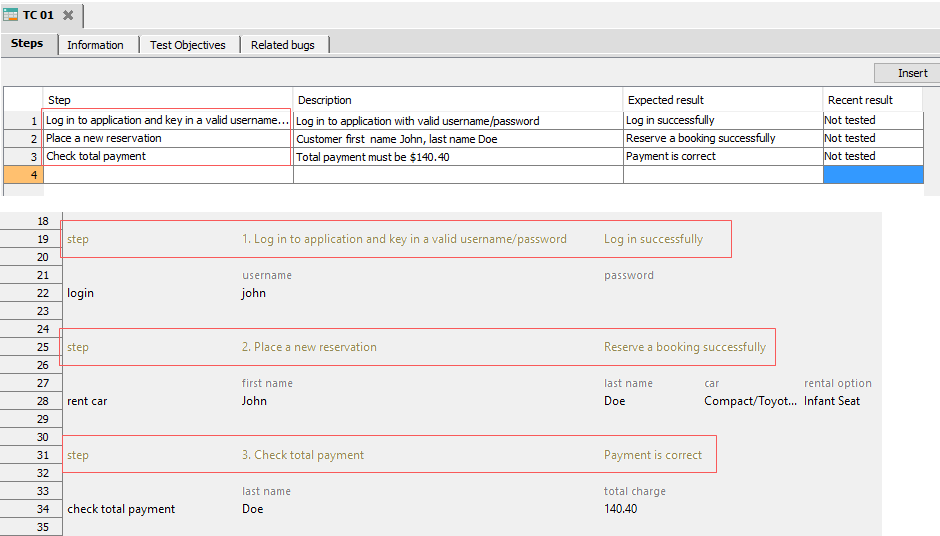 TC 01
Steps Information Test Objectives Related bugs
Insert
Step Description Expected result Recent result
1 Log in to application and key in a valid username... Log in to application with valid username/password Log in successfully Not tested
2 Place a new reservation Customer first  name John, last name Doe Reserve a booking successfully Not tested
3 Check total payment Total payment must be $140.40 Payment is correct Not tested
4
18
19 step 1. Log in to application and key in a valid username/password Log in successfully
20
21 username password
22 login john
23
24
25 step 2. Place a new reservation Reserve a booking successfully
26
27 first name last name car rental option
28 rent car John Doe Compact/Toyot... Infant Seat
29
30
31 step 3. Check total payment Payment is correct
32
33 last name total charge
34 check total payment Doe 140.40
35